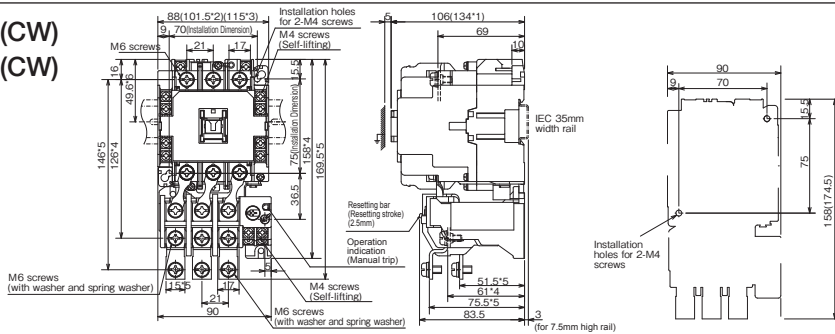 (CW)
(CW)
88(101.5*2)(115*3)
9
70(Installation Dimension)
Installation holes
for 2-M4 screws
M4 screws
(Self-lifting)
M6 screws
21
17
16
49.6*6
146*5
126*4
15.5
75(Installation Dimension)
158*4
169.5*5
36.5
M6 screws
(with washer and spring washer)
15*5
17
21
90
M4 screws
(Self-lifting)
M6 screws
(with washer and spring washer)
5
106(134*1)
69
10
IEC 35mm
width rail
Resetting bar
(Resetting stroke)
(2.5mm)
Operation
indication
(Manual trip)
51.5*5
61*4
75.5*5
83.5
3
(for 7.5mm high rail)
90
9
70
15.5
75
158(174.5)
Installation
holes for 2-M4
screws